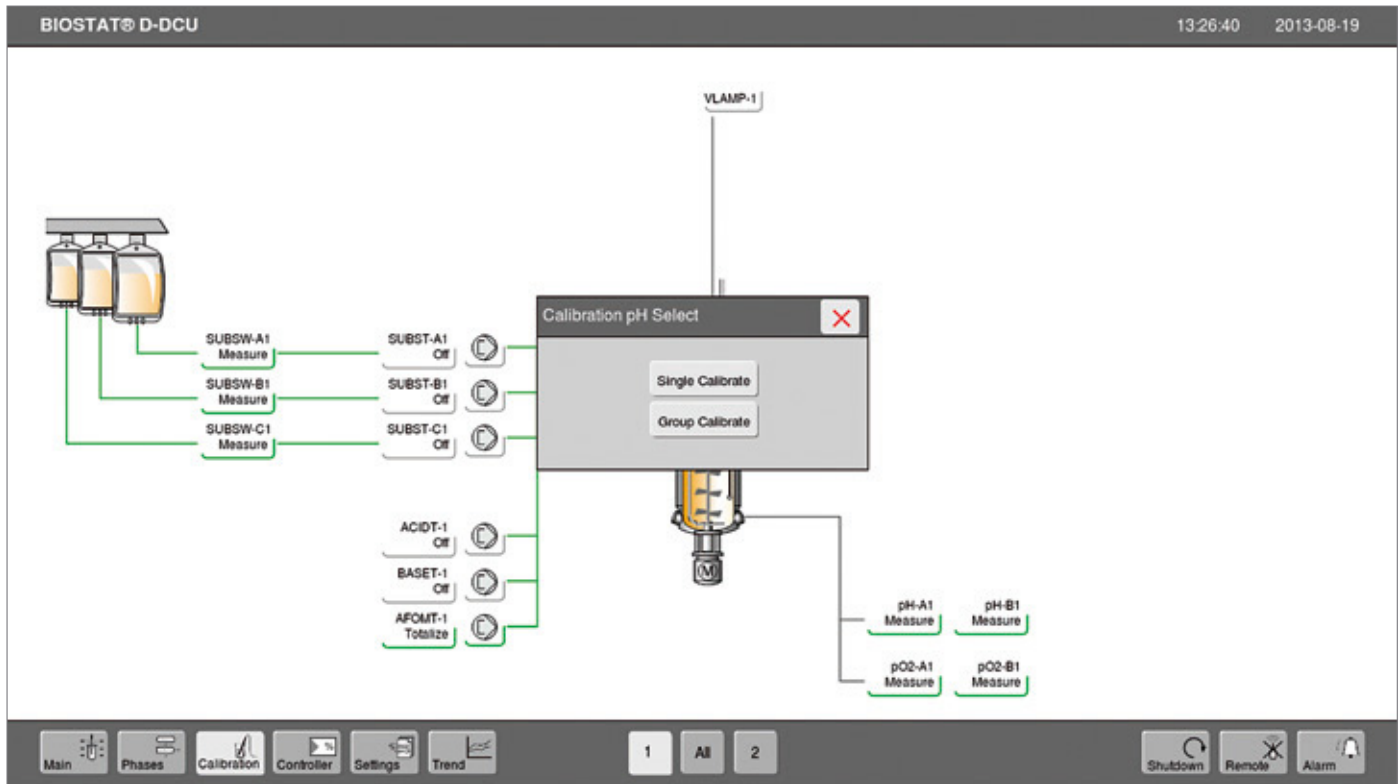 BIOSTAT® D-DCU
13:26:40 2013-08-19
VLAMP-1
Calibration pH Select
Single Calibrate
Group Calibrate
SUBSW-A1
Measure
SUBST-A1
Off
SUBSW-B1
Measure
SUBST-B1
Off
SUBSW-C1
Measure
SUBST-C1
Off
ACIDT-1
Off
BASET-1
Off
AFOMT-1
Totalize
M
pH-A1
Measure
pH-B1
Measure
pO2-A1
Measure
pO2-B1
Measure
Main
Phases
Calibration
%
Controller
Settings
Trend
1
All
2
Shutdown
Remote
Alarm